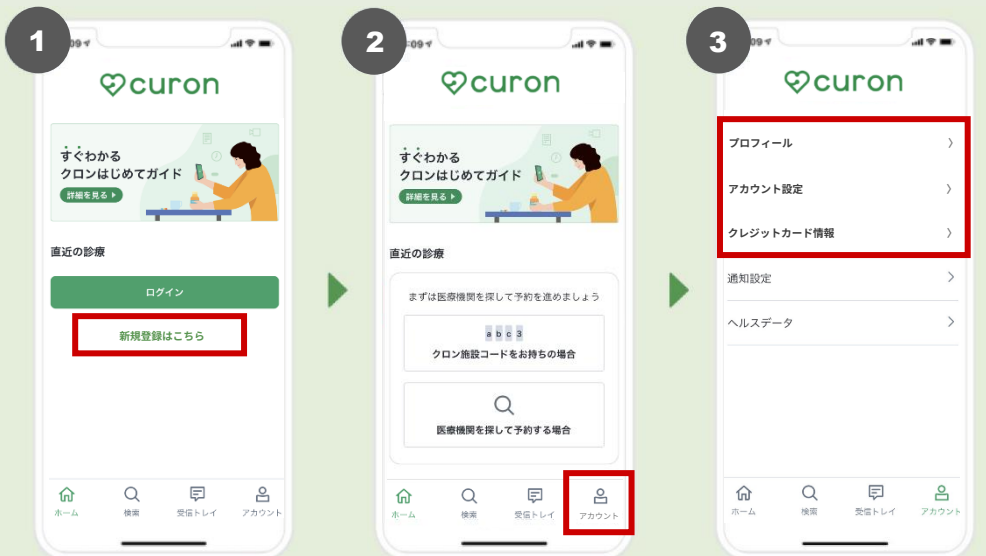 1
curon
すぐわかる
クロンはじめてガイド
詳細を見る
直近の診療
ログイン
新規登録はこちら
ホーム
検索
受信トレイ
アカウント
2
:09
curon
すぐわかる
クロンはじめてガイド
詳細を見る
直近の診療
まずは医療機関を探して予約を進めましょう
a b c 3
クロン施設コードをお持ちの場合
医療機関を探して予約する場合
ホーム
検索
受信トレイ
アカウント
3
curon
プロフィール
アカウント設定
クレジットカード情報
通知設定
ヘルスデータ
ホーム
検索
受信トレイ
アカウント